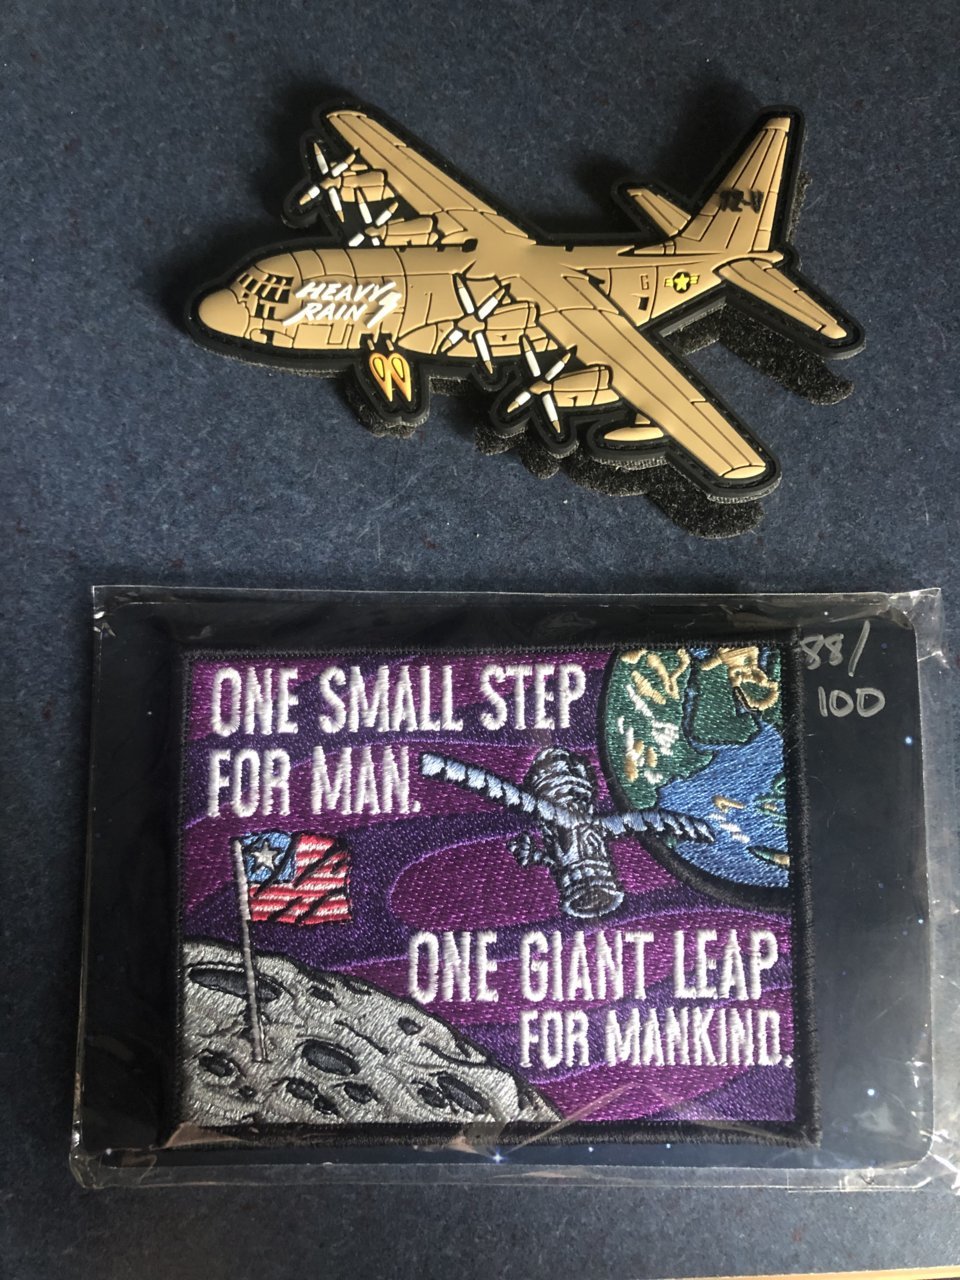 HEAVY
RAIN
G
88/
100
ONE SMALL STEP
FOR MAN.
ONE GIANT LEAP
FOR MANKIND.